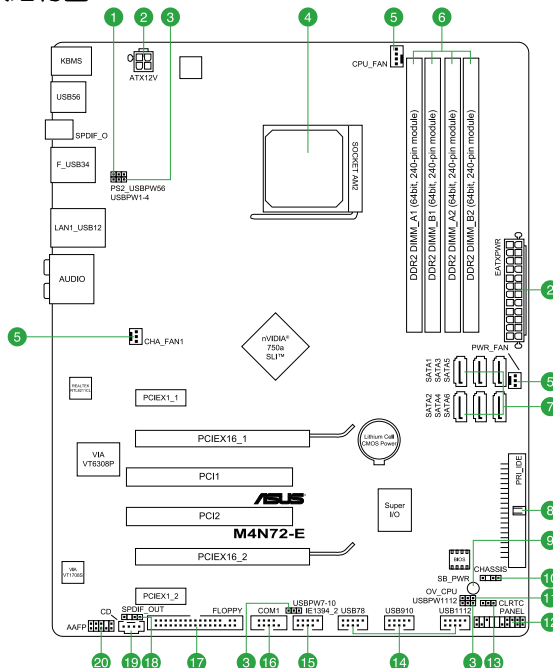 1
2
3
4
5
6
KBMS
ATX12V
CPU_FAN
USB56
SPDIF_O
F_USB34
PS2_USBPW56
USBPW1-4
SOCKET AM2
DDR2 DIMM_A1 (64bit, 240-pin module)
DDR2 DIMM_B1 (64bit, 240-pin module)
DDR2 DIMM_A2 (64bit, 240-pin module)
DDR2 DIMM_B2 (64bit, 240-pin module)
LAN1_USB12
EATXPWR
AUDIO
2
5
CHA_FAN1
nVIDIA®
750a
SLI™
PWR_FAN
5
SATA1
SATA3
SATA5
7
SATA2
SATA4
SATA6
REALTEK
PCIEX1_1
PCIEX16_1
Lithium Cell
CMOS Power
VIA
VT6308P
PCI1
PRI_IDE
ASUS
Super
I/O
8
PCI2
M4N72-E
9
PCIEX16_2
BIOS
VIA
VT1708S
CHASSIS
SB_PWR
10
PCIEX1_2
OV_CPU
USBPW1112
11
CLRTC
PANEL
CD
SPDIF_OUT
FLOPPY
COM1
USBPW7-10
IE1394_2
USB78
USB910
USB1112
AAFP
12
20
19
18
17
3
16
15
14
3
13